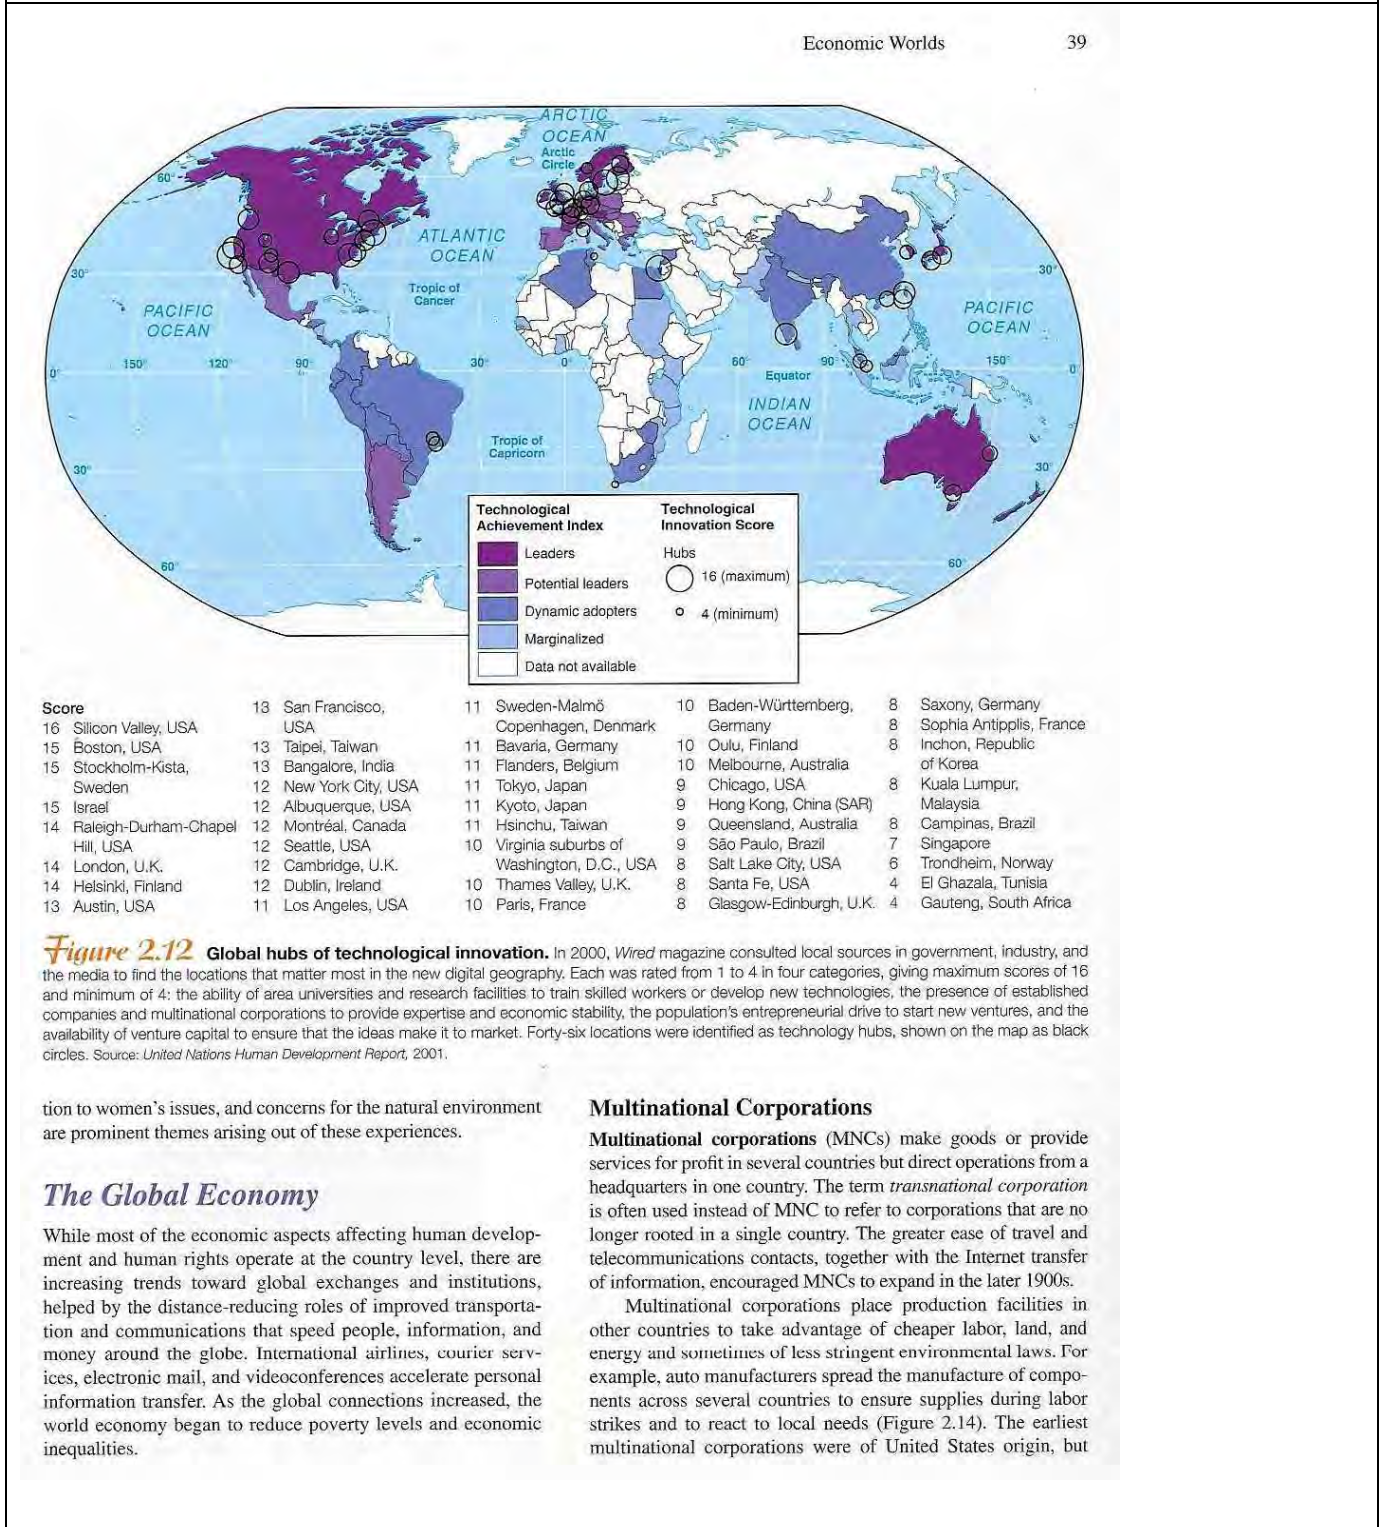 Economic Worlds 39
ARCTIC
OCEAN
Arctic
Circle
60°
ATLANTIC
OCEAN
30°
30°
Tropic of
Cancer
PACIFIC
OCEAN
PACIFIC
OCEAN
150°
120°
90°
30°
0°
60°
90°
150°
0°
0
Equator
INDIAN
OCEAN
Tropic of
Capricorn
30°
30°
60°
60°
Technological
Achievement Index
Leaders
Potential leaders
Dynamic adopters
Marginalized
Data not available
Technological
Innovation Score
Hubs
16 (maximum)
4 (minimum)
Score
16 Silicon Valley, USA
15 Boston, USA
15 Stockholm-Kista,
Sweden
15 Israel
14 Raleigh-Durham-Chapel
Hill, USA
14 London, U.K.
14 Helsinki, Finland
13 Austin, USA
13 San Francisco,
USA
13 Taipei, Taiwan
13 Bangalore, India
12 New York City, USA
12 Albuquerque, USA
12 Montréal, Canada
12 Seattle, USA
12 Cambridge, U.K.
12 Dublin, Ireland
11 Los Angeles, USA
11 Sweden-Malmö
Copenhagen, Denmark
11 Bavaria, Germany
11 Flanders, Belgium
11 Tokyo, Japan
11 Kyoto, Japan
11 Hsinchu, Taiwan
10 Virginia suburbs of
Washington, D.C., USA
10 Thames Valley, U.K.
10 Paris, France
10 Baden-Württemberg,
Germany
10 Oulu, Finland
10 Melbourne, Australia
9 Chicago, USA
9 Hong Kong, China (SAR)
9 Queensland, Australia
9 São Paulo, Brazil
8 Salt Lake City, USA
8 Santa Fe, USA
8 Glasgow-Edinburgh, U.K.
8 Saxony, Germany
8 Sophia Antipplis, France
8 Inchon, Republic
of Korea
8 Kuala Lumpur,
Malaysia
8 Campinas, Brazil
7 Singapore
6 Trondheim, Norway
4 El Ghazala, Tunisia
4 Gauteng, South Africa
Figure 2.12 Global hubs of technological innovation. In 2000, Wired magazine consulted local sources in government, industry, and
the media to find the locations that matter most in the new digital geography. Each was rated from 1 to 4 in four categories, giving maximum scores of 16
and minimum of 4: the ability of area universities and research facilities to train skilled workers or develop new technologies, the presence of established
companies and multinational corporations to provide expertise and economic stability, the population's entrepreneurial drive to start new ventures, and the
availability of venture capital to ensure that the ideas make it to market. Forty-six locations were identified as technology hubs, shown on the map as black
circles. Source: United Nations Human Development Report, 2001.
tion to women's issues, and concerns for the natural environment
are prominent themes arising out of these experiences.
The Global Economy
While most of the economic aspects affecting human develop-
ment and human rights operate at the country level, there are
increasing trends toward global exchanges and institutions,
helped by the distance-reducing roles of improved transporta-
tion and communications that speed people, information, and
money around the globe. International airlines, courier serv-
ices, electronic mail, and videoconferences accelerate personal
information transfer. As the global connections increased, the
world economy began to reduce poverty levels and economic
inequalities.
Multinational Corporations
Multinational corporations (MNCs) make goods or provide
services for profit in several countries but direct operations from a
headquarters in one country. The term transnational corporation
is often used instead of MNC to refer to corporations that are no
longer rooted in a single country. The greater ease of travel and
telecommunications contacts, together with the Internet transfer
of information, encouraged MNCs to expand in the later 1900s.
Multinational corporations place production facilities in
other countries to take advantage of cheaper labor, land, and
energy and sometimes of less stringent environmental laws. For
example, auto manufacturers spread the manufacture of compo-
nents across several countries to ensure supplies during labor
strikes and to react to local needs (Figure 2.14). The earliest
multinational corporations were of United States origin, but